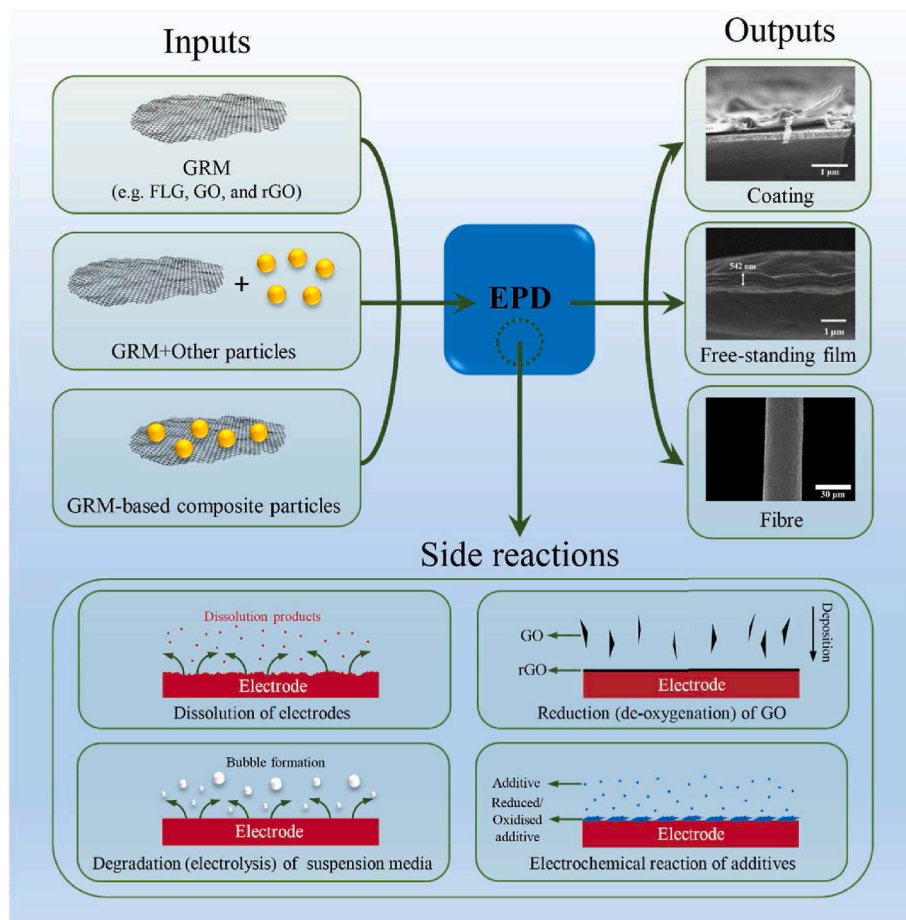 Inputs
Outputs
GRM
(e.g. FLG, GO, and rGO)
GRM+Other particles
GRM-based composite particles
EPD
1 μm
Coating
542 nm
1 μm
Free-standing film
30 μm
Fibre
Side reactions
Dissolution products
Electrode
Dissolution of electrodes
GO
Deposition
rGO
Electrode
Reduction (de-oxygenation) of GO
Bubble formation
Electrode
Degradation (electrolysis) of suspension media
Additive
Reduced/
Oxidised
additive
Electrode
Electrochemical reaction of additives